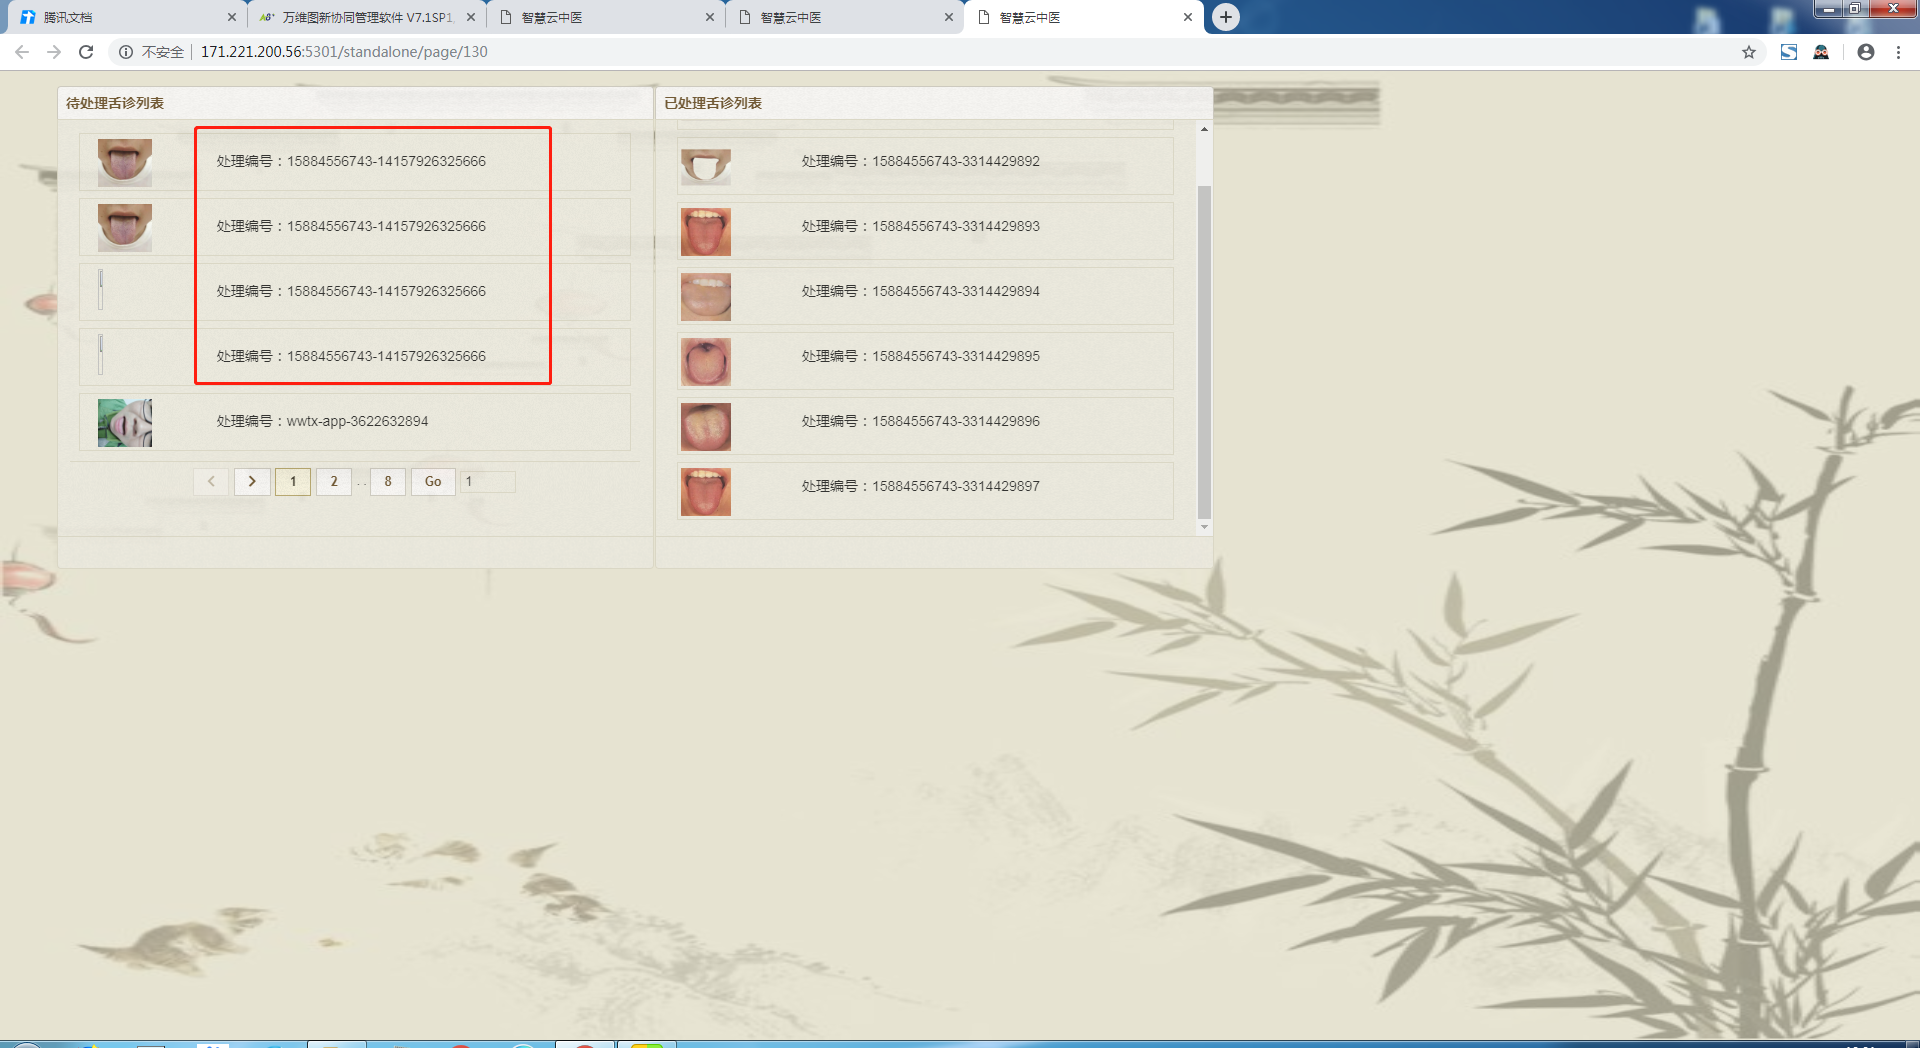 腾讯文档
万维图新协同管理软件 V7.1SP1
智慧云中医
智慧云中医
智慧云中医
不安全
171.221.200.56:5301/standalone/page/130
待处理舌诊列表
处理编号：15884556743-14157926325666
处理编号：15884556743-14157926325666
处理编号：15884556743-14157926325666
处理编号：15884556743-14157926325666
处理编号：wwtx-app-3622632894
1 2 .. 8 Go 1
已处理舌诊列表
处理编号：15884556743-3314429892
处理编号：15884556743-3314429893
处理编号：15884556743-3314429894
处理编号：15884556743-3314429895
处理编号：15884556743-3314429896
处理编号：15884556743-3314429897